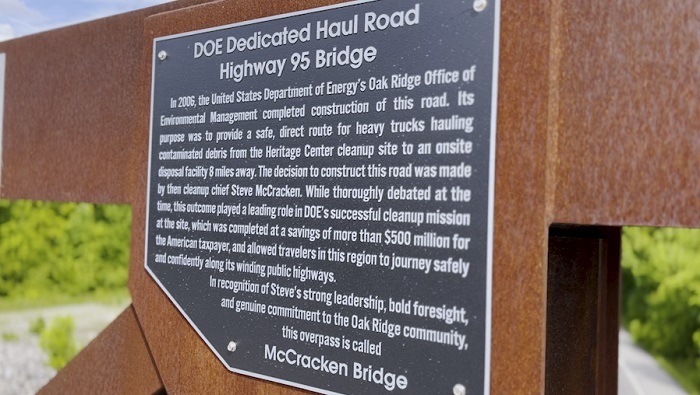 DOE Dedicated Haul Road
Highway 95 Bridge
In 2006, the United States Department of Energy's Oak Ridge Office of
Environmental Management completed construction of this road. Its
purpose was to provide a safe, direct route for heavy trucks hauling
contaminated debris from the Heritage Center cleanup site to an onsite
disposal facility 8 miles away. The decision to construct this road was made
by then cleanup chief Steve McCracken. While thoroughly debated at the
time, this outcome played a leading role in DOE's successful cleanup mission
at the site, which was completed at a savings of more than $500 million for
the American taxpayer, and allowed travelers in this region to journey safely
and confidently along its winding public highways.
In recognition of Steve's strong leadership, bold foresight,
and genuine commitment to the Oak Ridge community,
this overpass is called
McCracken Bridge